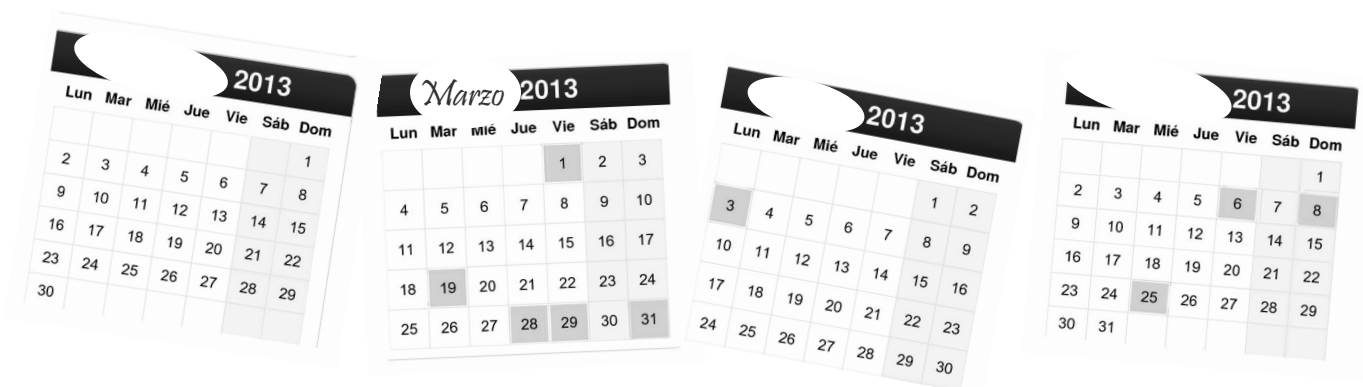 2013
Lun Mar Mié Jue Vie Sáb Dom
1
2 3 4 5 6 7 8
9 10 11 12 13 14 15
16 17 18 19 20 21 22
23 24 25 26 27 28 29
30
Marzo 2013
Lun Mar Mié Jue Vie Sáb Dom
1 2 3
4 5 6 7 8 9 10
11 12 13 14 15 16 17
18 19 20 21 22 23 24
25 26 27 28 29 30 31
2013
Lun Mar Mié Jue Vie Sáb Dom
1 2
3 4 5 6 7 8 9
10 11 12 13 14 15 16
17 18 19 20 21 22 23
24 25 26 27 28 29 30
2013
Lun Mar Mié Jue Vie Sáb Dom
1
2 3 4 5 6 7 8
9 10 11 12 13 14 15
16 17 18 19 20 21 22
23 24 25 26 27 28 29
30 31